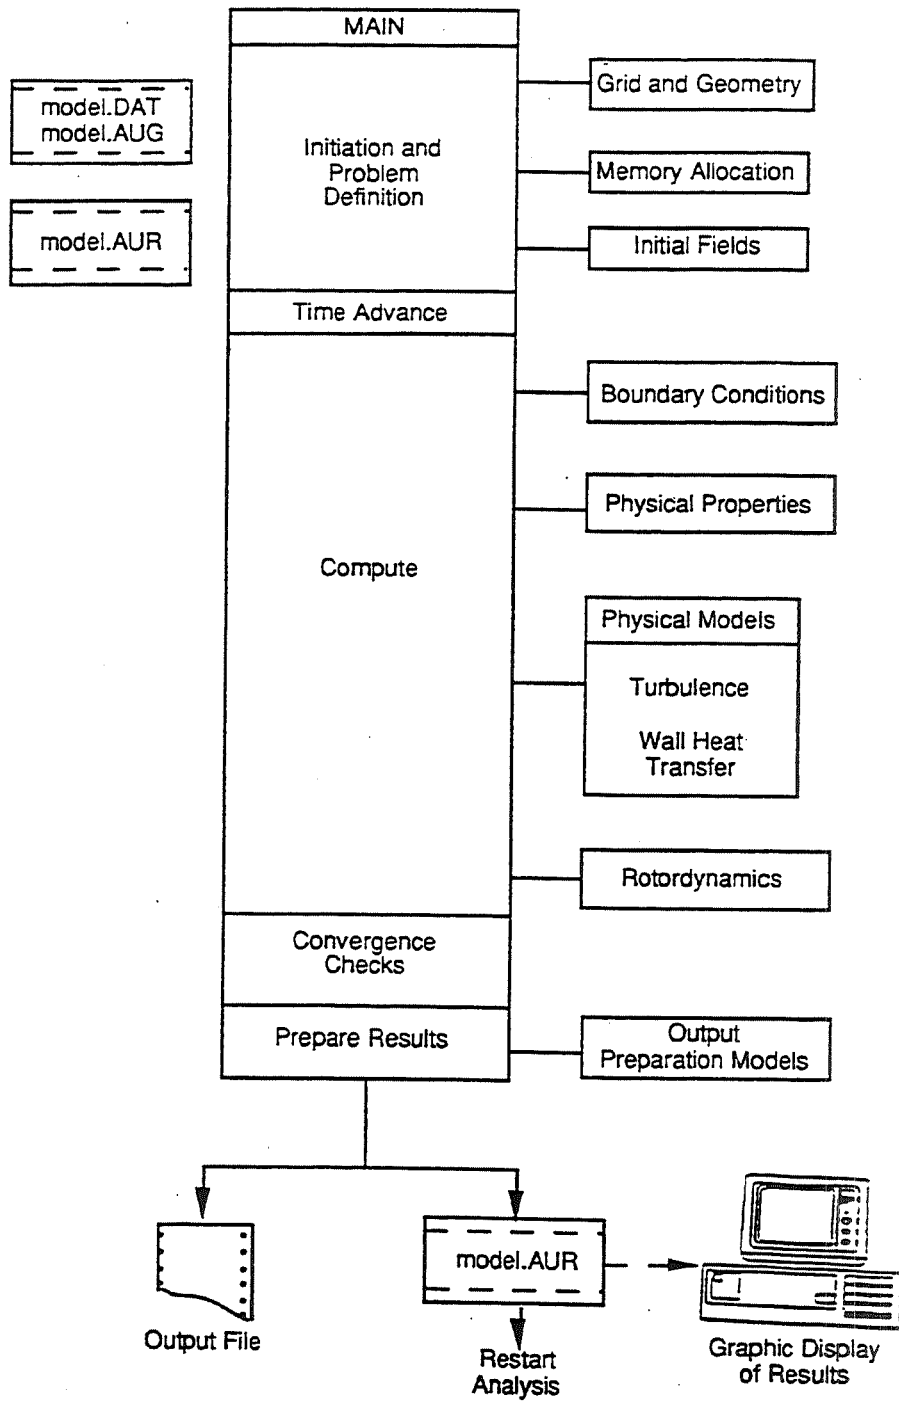 MAIN
model.DAT
model.AUG
model.AUR
Initiation and
Problem
Definition
Grid and Geometry
Memory Allocation
Initial Fields
Time Advance
Compute
Boundary Conditions
Physical Properties
Physical Models
Turbulence
Wall Heat
Transfer
Rotordynamics
Convergence
Checks
Prepare Results
Output
Preparation Models
Output File
model.AUR
Restart
Analysis
Graphic Display
of Results